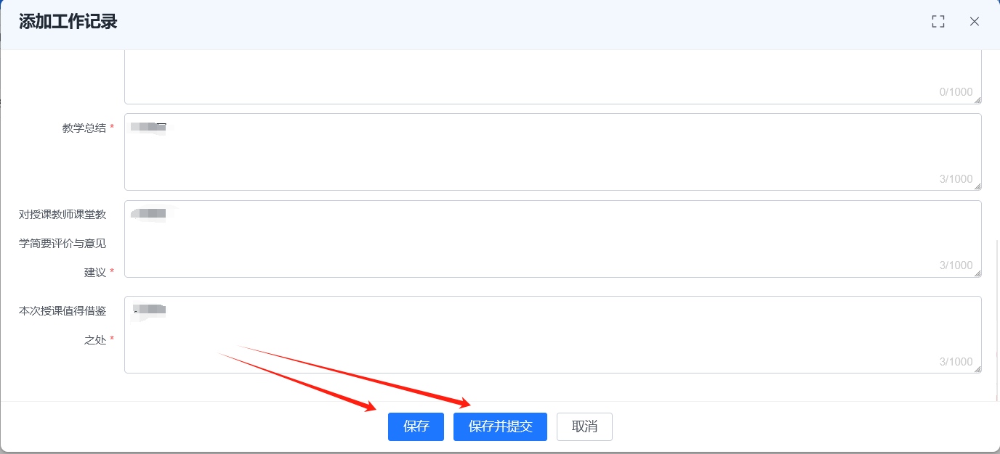 添加工作记录
0/1000
教学总结 *
3/1000
对授课教师课堂教
学简要评价与意见
建议 *
3/1000
本次授课值得借鉴
之处 *
3/1000
保存 保存并提交 取消